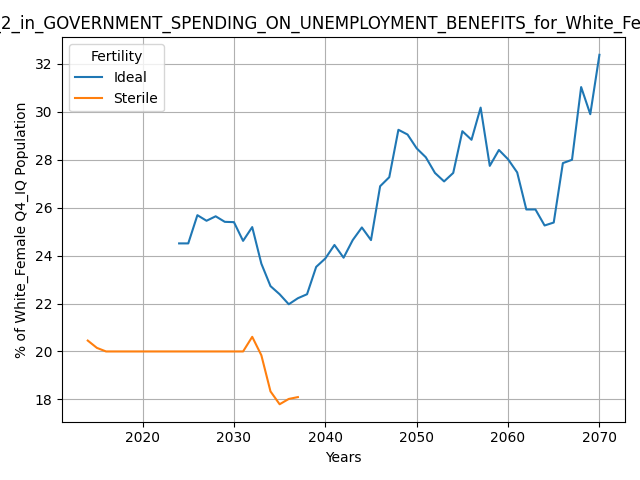 _2_in_GOVERNMENT_SPENDING_ON_UNEMPLOYMENT_BENEFITS_for_White_Fe
Fertility
Ideal
Sterile
% of White_Female Q4_IQ Population
32
30
28
26
24
22
20
18
2020 2030 2040 2050 2060 2070
Years